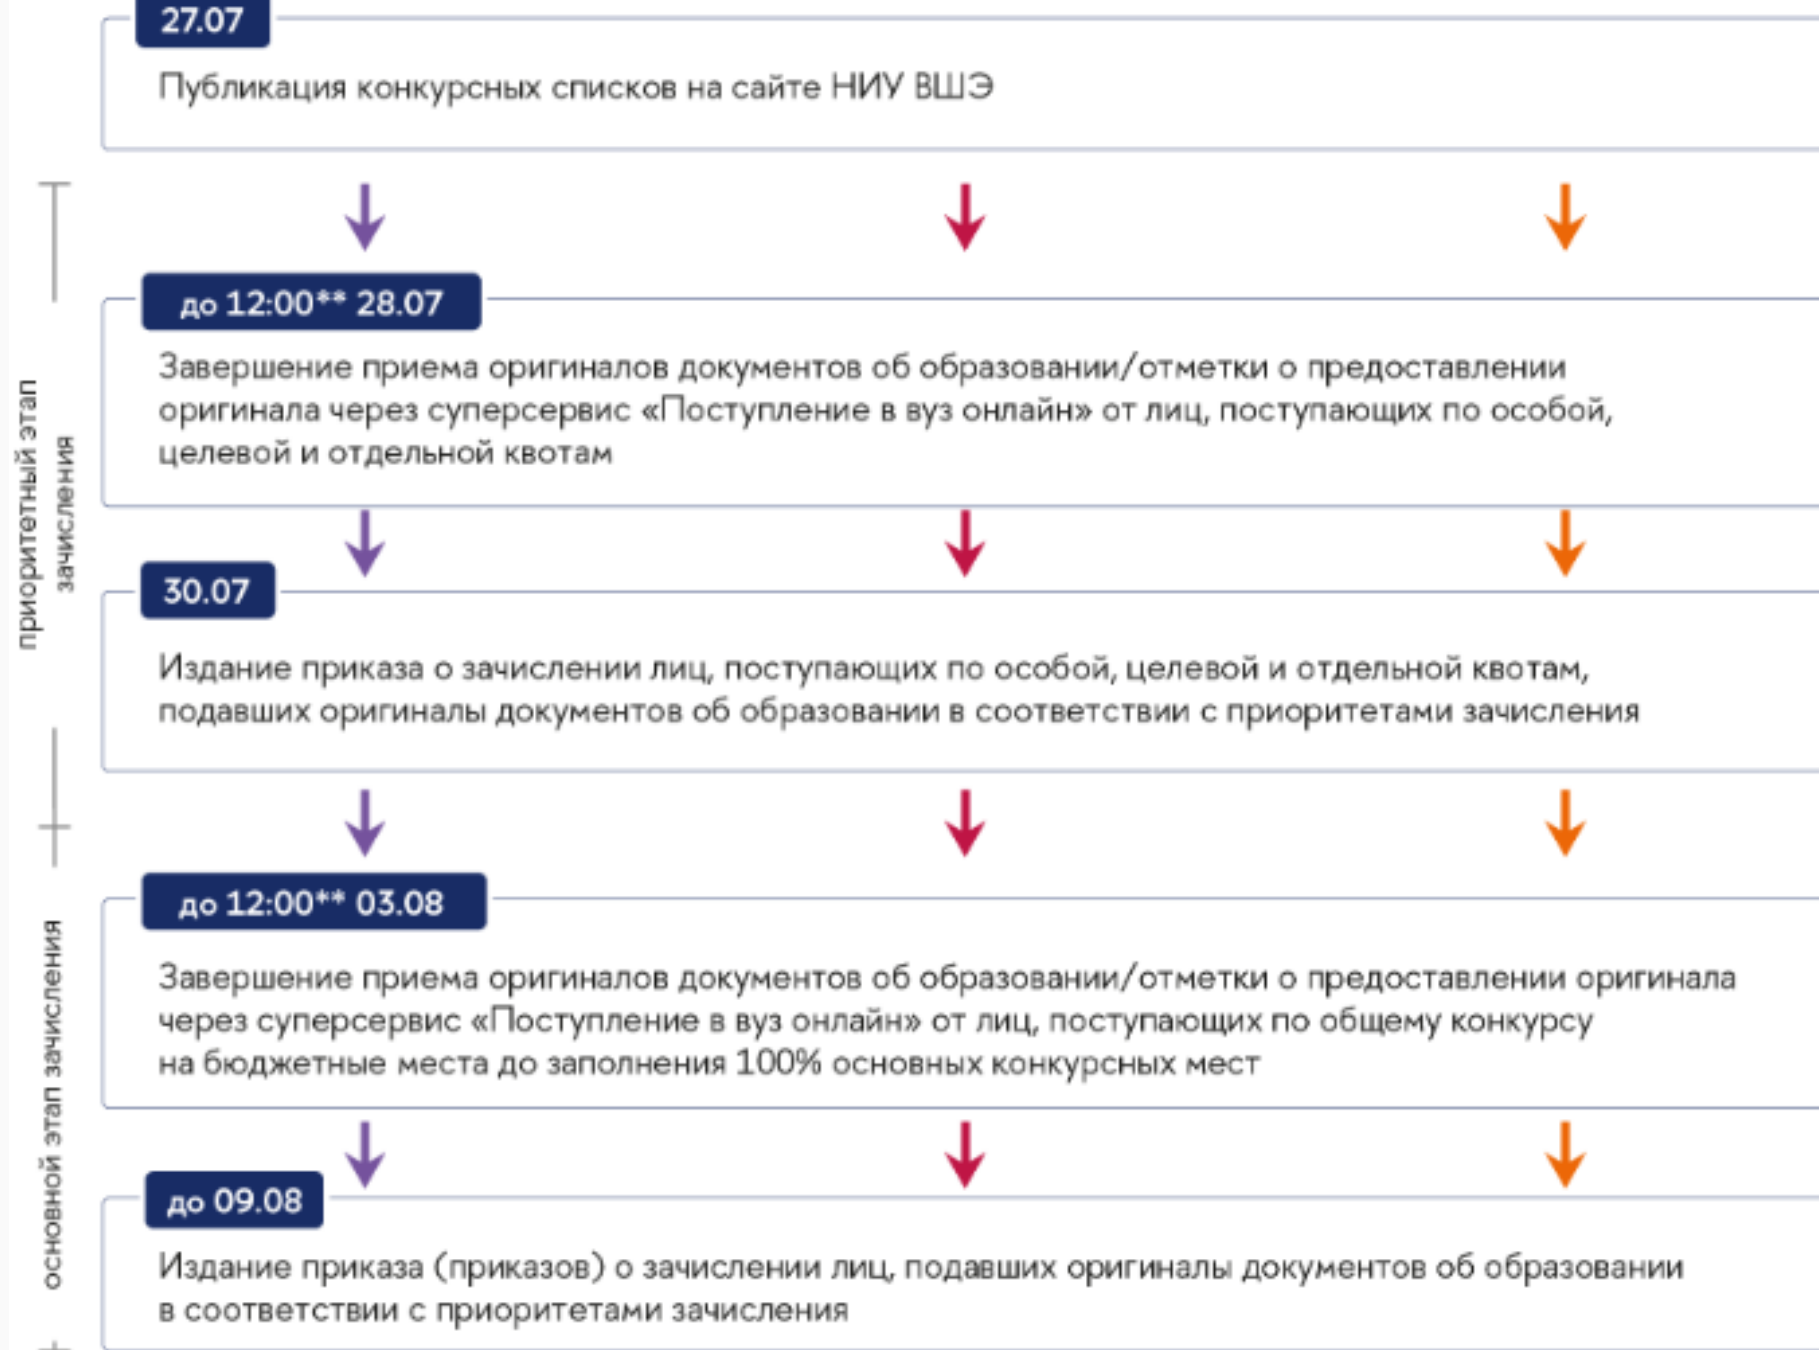 27.07
Публикация конкурсных списков на сайте НИУ ВШЭ
приоритетный этап
зачисления
до 12:00** 28.07
Завершение приема оригиналов документов об образовании/отметки о предоставлении
оригинала через суперсервис «Поступление в вуз онлайн» от лиц, поступающих по особой,
целевой и отдельной квотам
30.07
Издание приказа о зачислении лиц, поступающих по особой, целевой и отдельной квотам,
подавших оригиналы документов об образовании в соответствии с приоритетами зачисления
основной этап зачисления
до 12:00** 03.08
Завершение приема оригиналов документов об образовании/отметки о предоставлении оригинала
через суперсервис «Поступление в вуз онлайн» от лиц, поступающих по общему конкурсу
на бюджетные места до заполнения 100% основных конкурсных мест
до 09.08
Издание приказа (приказов) о зачислении лиц, подавших оригиналы документов об образовании
в соответствии с приоритетами зачисления